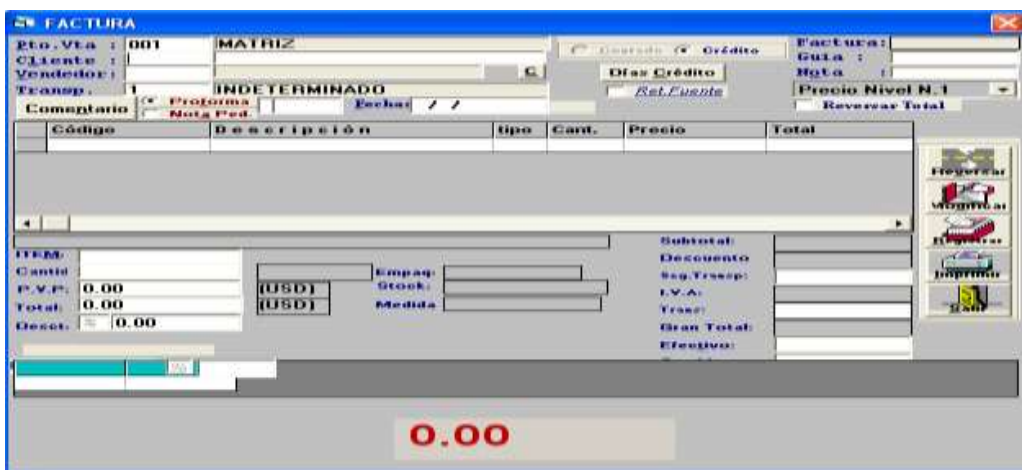 FACTURA
Pto.Vta : 001 MATRIZ Contado Crédito Factura:
Cliente : Guia :
Vendedor: C Días Crédito Nota :
Transp. 1 INDETERMINADO Ret.Fuente Precio Nivel N.1
Comentario Proforma Fecha: / / Reversar Total
Nota Ped.
Código Descripción tipo Cant. Precio Total
Reversar
Modificar
Registrar
Imprimir
Salir
ITEM: Subtotal:
Cantid Empaq: Descuento
P.V.P: 0.00 (USD) Stock: Seg.Transp:
Total: 0.00 (USD) Medida I.V.A:
Desct. % 0.00 Transp:
Gran Total:
Efectivo:
%
0.00